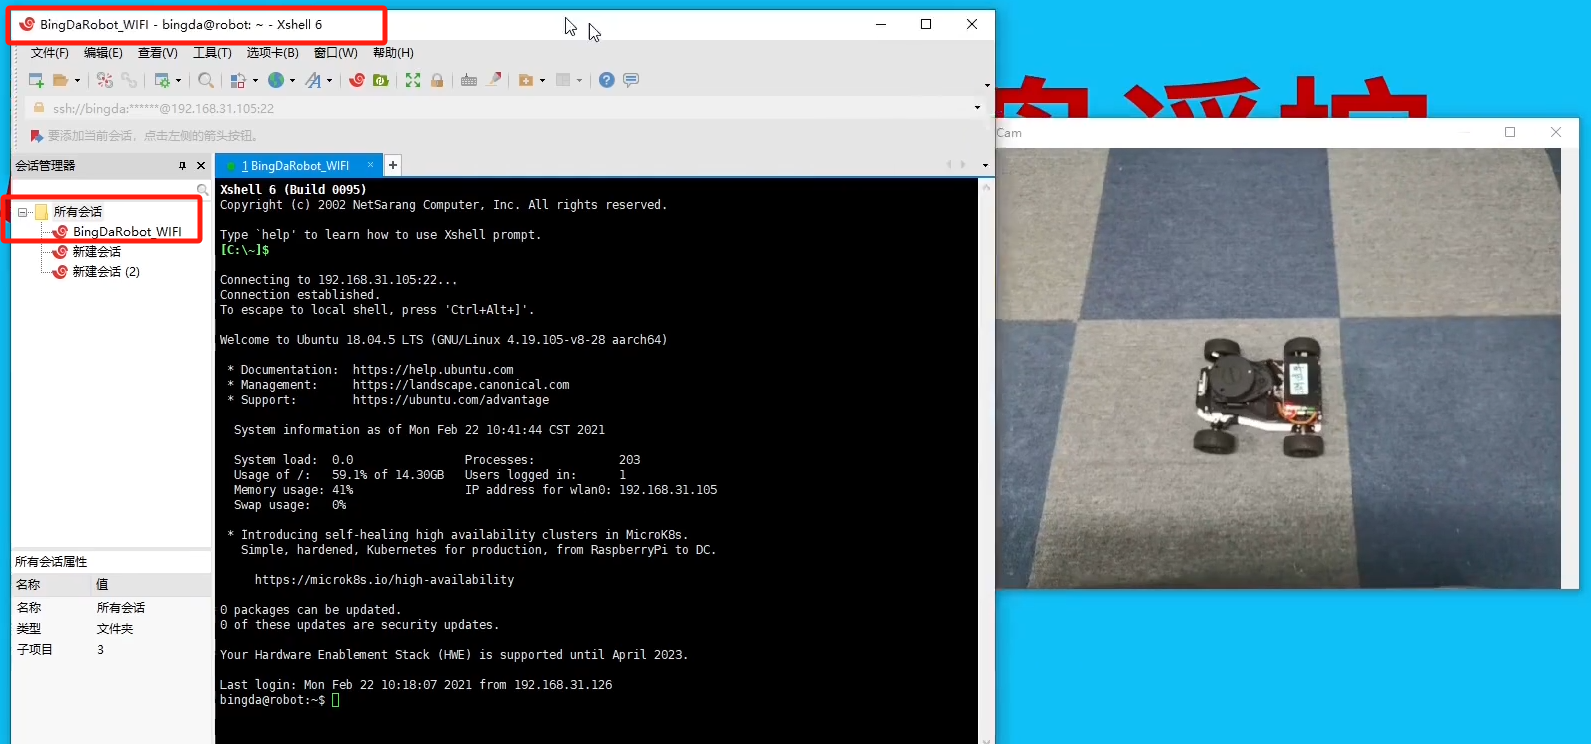 BingDaRobot_WIFI - bingda@robot: ~ - Xshell 6
文件(F) 编辑(E) 查看(V) 工具(T) 选项卡(B) 窗口(W) 帮助(H)
ssh://bingda:******@192.168.31.105:22
要添加当前会话，点击左侧的箭头按钮。
会话管理器
1 BingDaRobot_WIFI
所有会话
BingDaRobot_WIFI
新建会话
新建会话 (2)
所有会话属性
名称 值
名称 所有会话
类型 文件夹
子项目 3
Xshell 6 (Build 0095)
Copyright (c) 2002 NetSarang Computer, Inc. All rights reserved.
Type `help' to learn how to use Xshell prompt.
[C:\~]$
Connecting to 192.168.31.105:22...
Connection established.
To escape to local shell, press 'Ctrl+Alt+]'.
Welcome to Ubuntu 18.04.5 LTS (GNU/Linux 4.19.105-v8-28 aarch64)
* Documentation: https://help.ubuntu.com
* Management: https://landscape.canonical.com
* Support: https://ubuntu.com/advantage
System information as of Mon Feb 22 10:41:44 CST 2021
System load: 0.0 Processes: 203
Usage of /: 59.1% of 14.30GB Users logged in: 1
Memory usage: 41% IP address for wlan0: 192.168.31.105
Swap usage: 0%
* Introducing self-healing high availability clusters in MicroK8s.
Simple, hardened, Kubernetes for production, from RaspberryPi to DC.
https://microk8s.io/high-availability
0 packages can be updated.
0 of these updates are security updates.
Your Hardware Enablement Stack (HWE) is supported until April 2023.
Last login: Mon Feb 22 10:18:07 2021 from 192.168.31.126
bingda@robot:~$
Cam